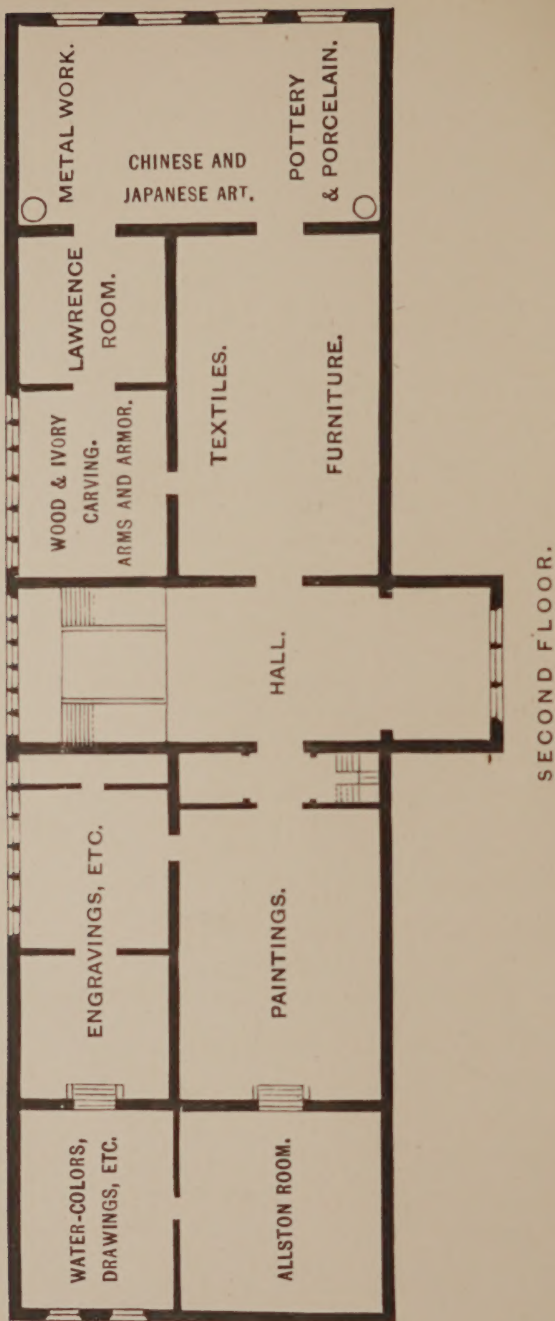 METAL WORK.
CHINESE AND
JAPANESE ART.
POTTERY
& PORCELAIN.
LAWRENCE
ROOM.
WOOD & IVORY
CARVING.
ARMS AND ARMOR.
TEXTILES.
FURNITURE.
HALL.
ENGRAVINGS, ETC.
PAINTINGS.
WATER-COLORS,
DRAWINGS, ETC.
ALLSTON ROOM.
SECOND FLOOR.